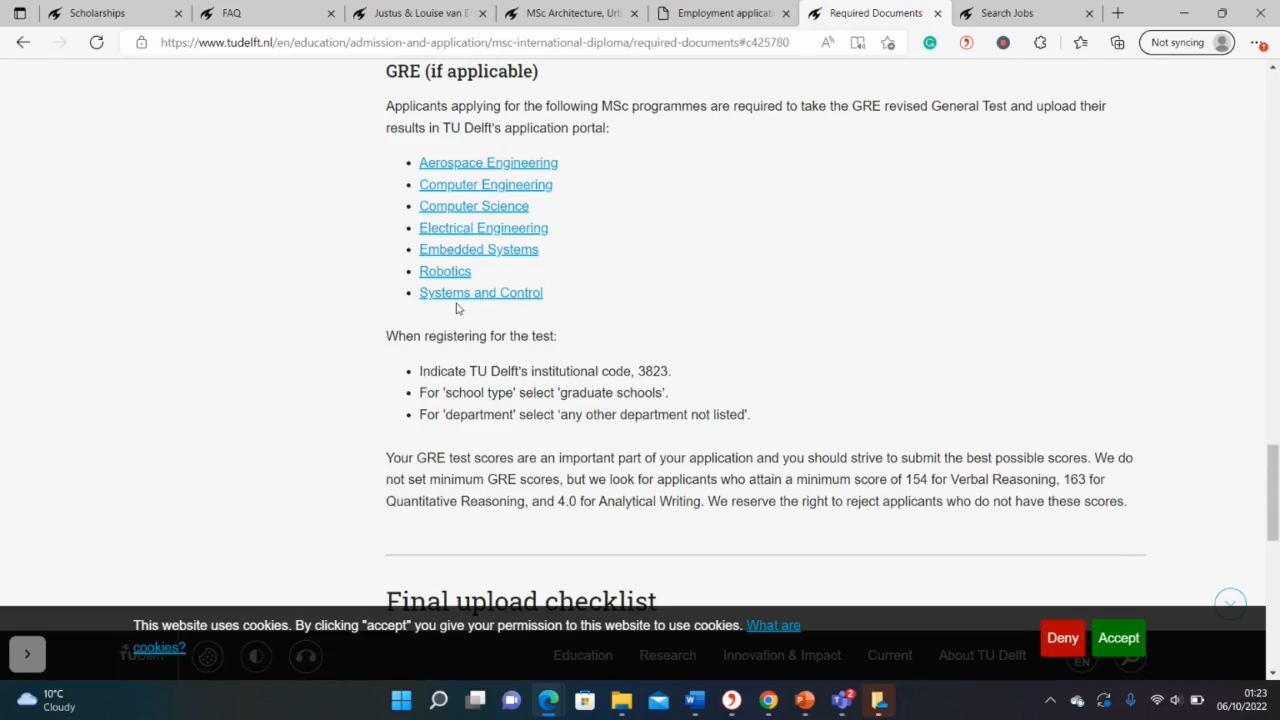 Scholarships
FAQ
Justus & Louise van E
MSc Architecture, Urb
Employment applicati
Required Documents
Search Jobs
https://www.tudelft.nl/en/education/admission-and-application/msc-international-diploma/required-documents#c425780
Not syncing
GRE (if applicable)
Applicants applying for the following MSc programmes are required to take the GRE revised General Test and upload their
results in TU Delft's application portal:
• Aerospace Engineering
• Computer Engineering
• Computer Science
• Electrical Engineering
• Embedded Systems
• Robotics
• Systems and Control
When registering for the test:
• Indicate TU Delft's institutional code, 3823.
• For 'school type' select 'graduate schools'.
• For 'department' select ‘any other department not listed’.
Your GRE test scores are an important part of your application and you should strive to submit the best possible scores. We do
not set minimum GRE scores, but we look for applicants who attain a minimum score of 154 for Verbal Reasoning, 163 for
Quantitative Reasoning, and 4.0 for Analytical Writing. We reserve the right to reject applicants who do not have these scores.
Final upload checklist
This website uses cookies. By clicking "accept" you give your permission to this website to use cookies. What are
cookies?
Deny
Accept
TUDelft
Education
Research
Innovation & Impact
Current
About TU Delft
EN
10°C
Cloudy
2
01:23
06/10/2022